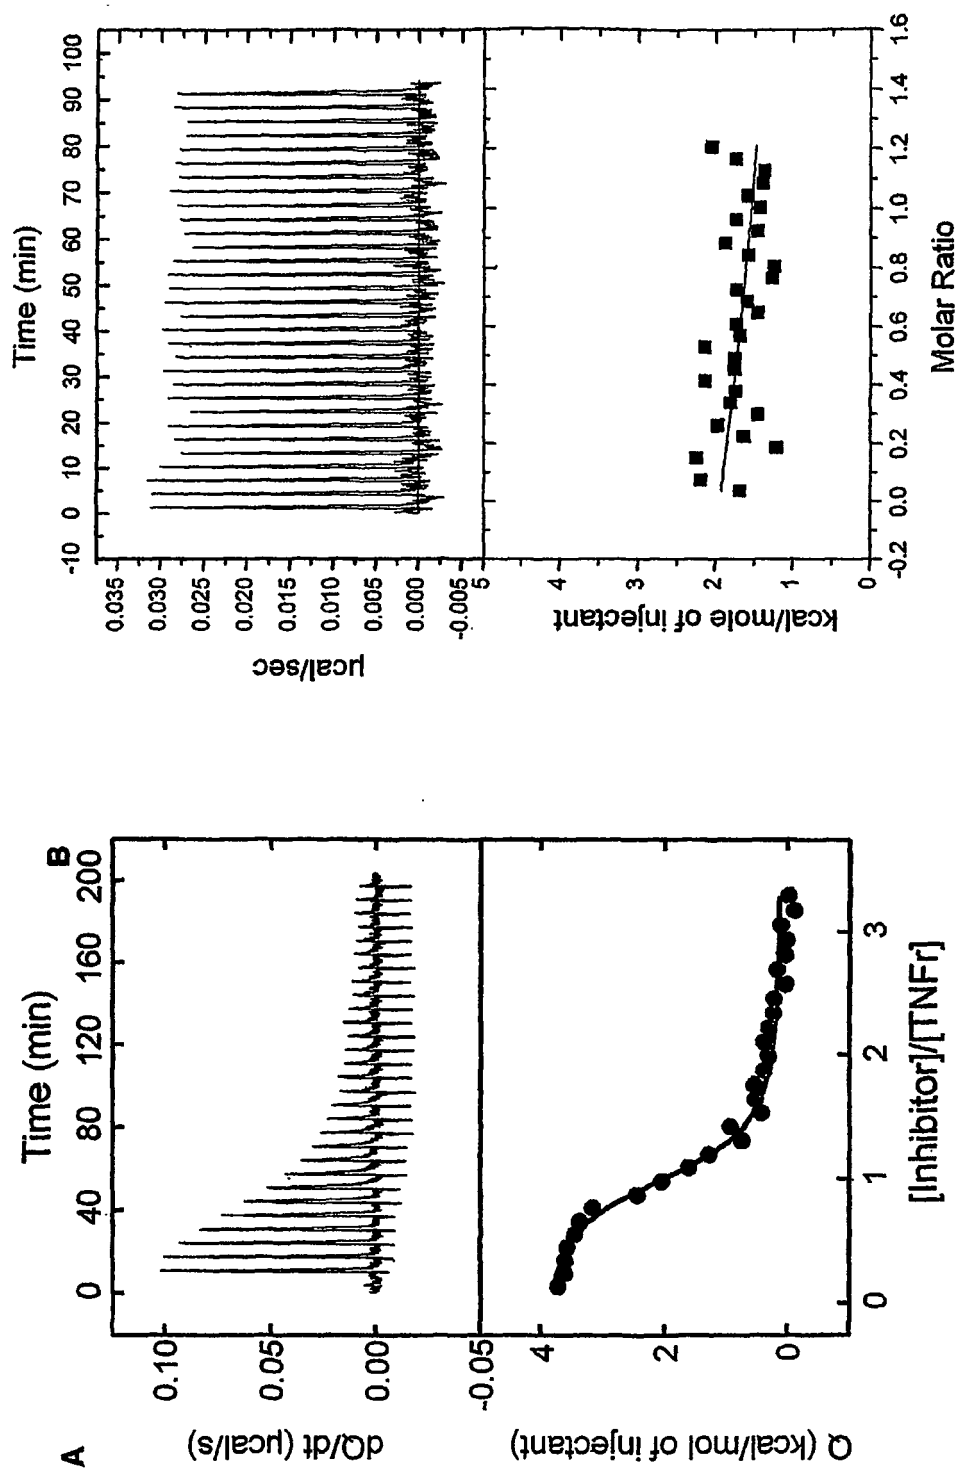 A
Time (min)
0 40 80 120 160 200
0.10
0.05
0.00
-0.05
dQ/dt (µcal/s)
4
2
0
Q (kcal/mol of injectant)
0 1 2 3
[Inhibitor]/[TNFr]
B
Time (min)
-10 0 10 20 30 40 50 60 70 80 90 100
0.035
0.030
0.025
0.020
0.015
0.010
0.005
0.000
-0.005
µcal/sec
5
4
3
2
1
0
kcal/mole of injectant
-0.2 0.0 0.2 0.4 0.6 0.8 1.0 1.2 1.4 1.6
Molar Ratio